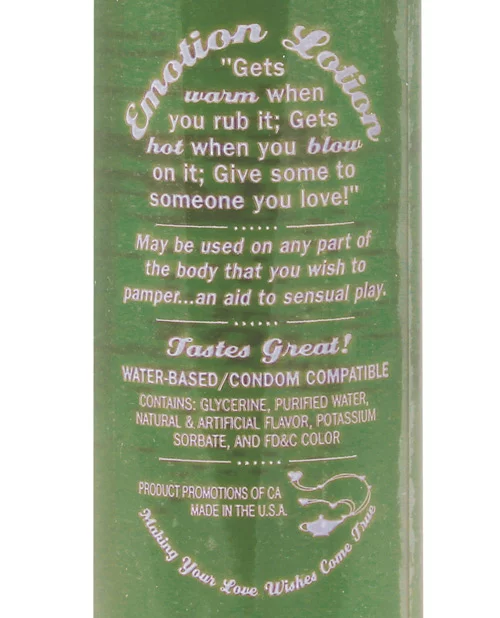 Emotion Lotion
"Gets
warm when
you rub it; Gets
hot when you blow
on it; Give some to
someone you love!"
May be used on any part of
the body that you wish to
pamper...an aid to sensual play.
Tastes Great!
WATER-BASED/CONDOM COMPATIBLE
CONTAINS: GLYCERINE, PURIFIED WATER,
NATURAL & ARTIFICIAL FLAVOR, POTASSIUM
SORBATE, AND FD&C COLOR
PRODUCT PROMOTIONS OF CA
MADE IN THE U.S.A.
Making Your Love Wishes Come True